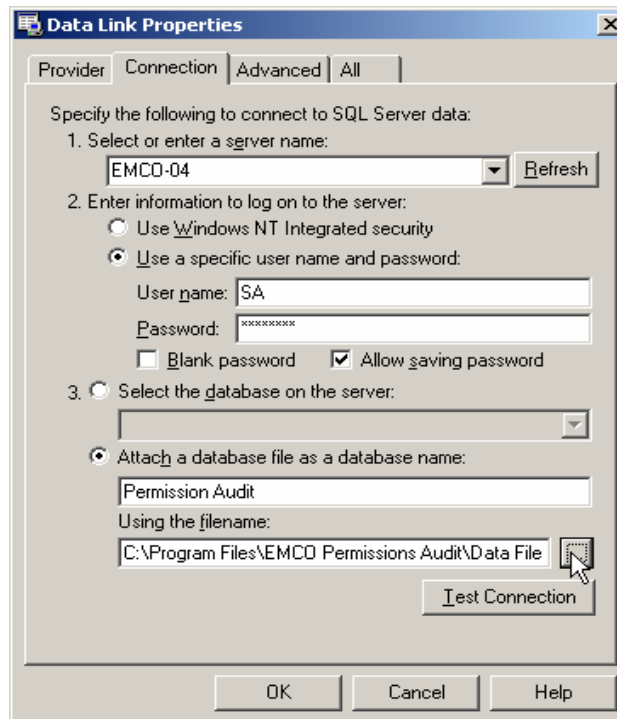 Data Link Properties
Provider Connection Advanced All
Specify the following to connect to SQL Server data:
1. Select or enter a server name:
EMCO-04 Refresh
2. Enter information to log on to the server:
Use Windows NT Integrated security
Use a specific user name and password:
User name: SA
Password: ********
Blank password Allow saving password
3. Select the database on the server:
Attach a database file as a database name:
Permission Audit
Using the filename:
C:\Program Files\EMCO Permissions Audit\Data File ...
Test Connection
OK Cancel Help